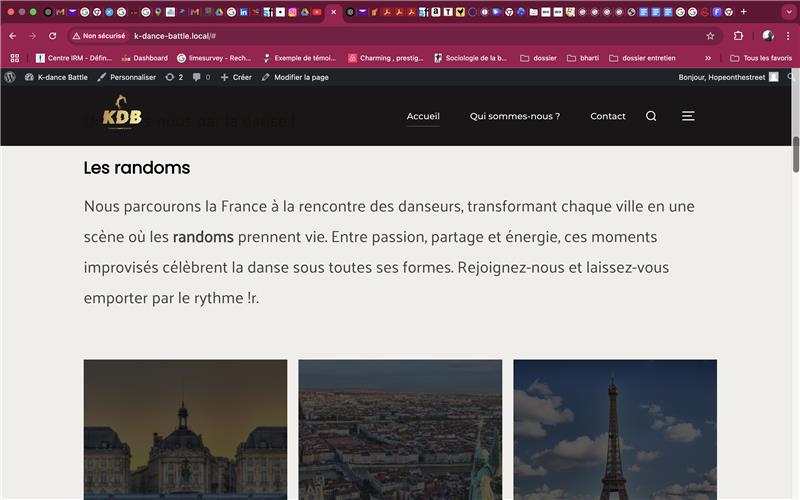 Non sécurisé k-dance-battle.local/#
Centre IRM - Défin... Dashboard limesurvey - Rech... Exemple de témoi... Charming , prestig... Sociologie de la b... dossier bharti dossier entretien » Tous les favoris
K-dance Battle Personnaliser 2 0 Créer Modifier la page Bonjour, Hopeonthestreet
KDB Accueil Qui sommes-nous ? Contact
-nous par la danse !
Les randoms
Nous parcourons la France à la rencontre des danseurs, transformant chaque ville en une
scène où les randoms prennent vie. Entre passion, partage et énergie, ces moments
improvisés célèbrent la danse sous toutes ses formes. Rejoignez-nous et laissez-vous
emporter par le rythme !r.